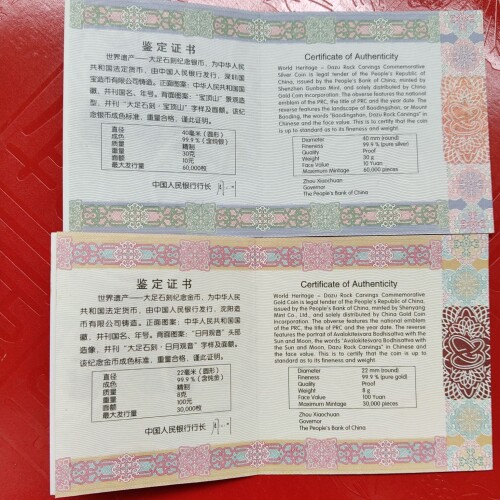 鉴定证书
世界遗产——大足石刻纪念银币，为中华人
民共和国法定货币，由中国人民银行发行，深圳国
宝造币有限公司铸造。正面图案：中华人民共和国国
徽、国名、年号。背面图案：“宝顶山”景观造型，
并刊“大足石刻·宝顶山”字样及面额。该纪
念银币成色标准，重量合格，谨此证明。
直径 40毫米（圆形）
成色 99.9％（含纯银）
质量 精制
重量 30克
面额 10元
最大发行量 60,000枚
中国人民银行行长
Certificate of Authenticity
World Heritage – Dazu Rock Carvings Commemorative
Silver Coin is legal tender of the People's Republic of
China, issued by the People's Bank of China, minted by
Shenzhen Guobao Mint, and solely distributed by China
Gold Coin Incorporation. The obverse features the national
emblem of the PRC, the title of PRC and the year date. The
reverse features the landscape of Baodingshan, or Mount
Baoding, the words "Baodingshan, Dazu Rock Carvings" in
Chinese and the face value. This is to certify that the coin
is up to standard as to its fineness and weight.
Diameter 40 mm (round)
Fineness 99.9 % (pure silver)
Quality Proof
Weight 30 g
Face Value 10 Yuan
Maximum Mintage 60,000 pieces
Zhou Xiaochuan
Governor
The People's Bank of China
鉴定证书
世界遗产——大足石刻纪念金币，为中华人
民共和国法定货币，由中国人民银行发行，沈阳造
币有限公司铸造。正面图案：中华人民共和国国
徽、国名、年号。背面图案：“日月观音”头部
造像，并刊“大足石刻·日月观音”字样及面额。
该纪念金币成色标准，重量合格，谨此证明。
直径 22毫米（圆形）
成色 99.9％（含纯金）
质量 精制
重量 8克
面额 100元
最大发行量 30,000枚
中国人民银行行长
Certificate of Authenticity
World Heritage – Dazu Rock Carvings Commemorative
Gold Coin is legal tender of the People's Republic of China,
issued by the People's Bank of China, minted by Shenyang
Mint Co., Ltd., and solely distributed by China Gold Coin
Incorporation. The obverse features the national emblem
of the PRC, the title of PRC and the year date. The reverse
features the portrait of Avalokitelsvara Bodhisattva with the
Sun and Moon, the words "Avalokitelsvara with the Sun and
Moon, Dazu Rock Carving" in Chinese and
the face value. This is to certify that the coin is up to
standard as to its fineness and weight.
Diameter 22 mm (round)
Fineness 99.9 % (pure gold)
Quality Proof
Weight 8 g
Face Value 100 Yuan
Maximum Mintage 30,000 pieces
Zhou Xiaochuan
Governor
The People's Bank of China